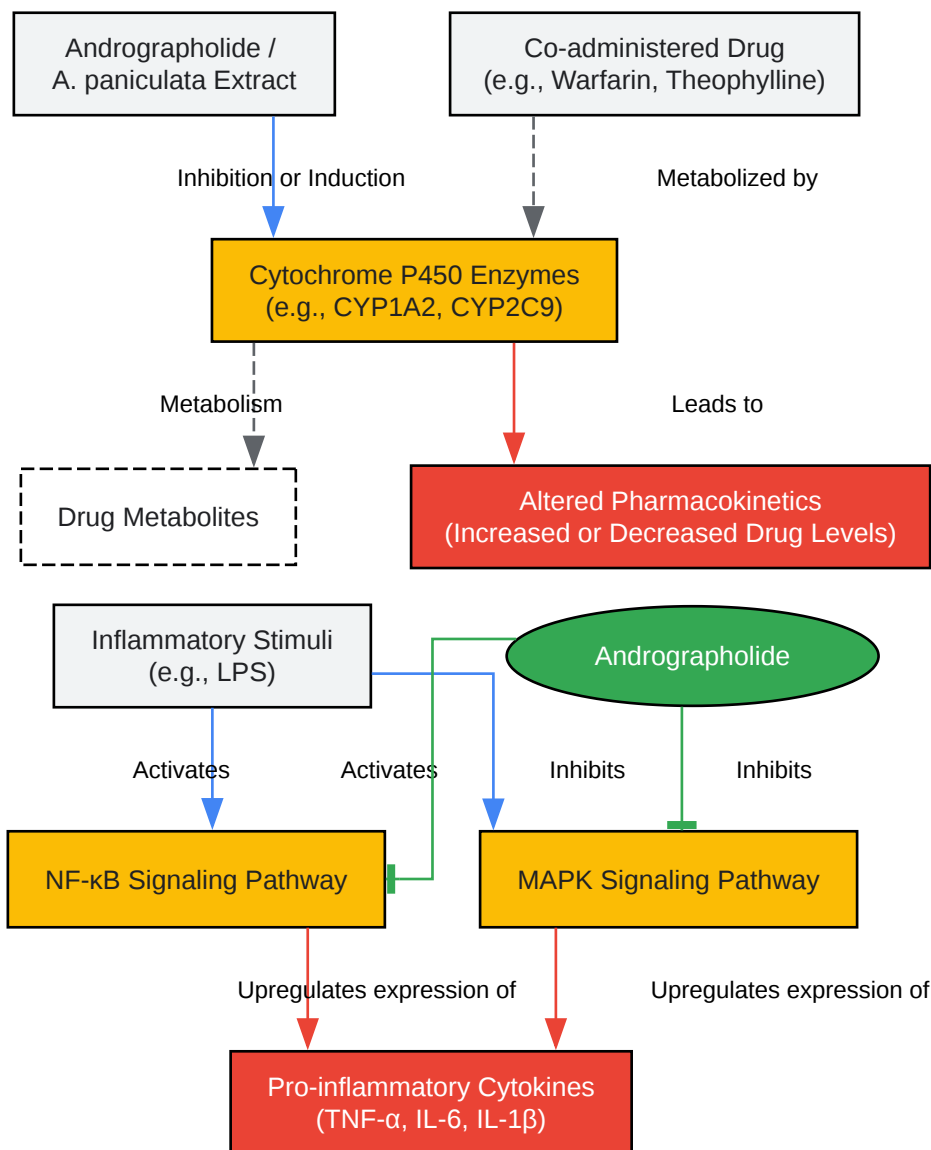 Andrographolide /
A. paniculata Extract
Co-administered Drug
(e.g., Warfarin, Theophylline)
Inhibition or Induction
Metabolized by
Cytochrome P450 Enzymes
(e.g., CYP1A2, CYP2C9)
Metabolism
Leads to
Drug Metabolites
Altered Pharmacokinetics
(Increased or Decreased Drug Levels)
Inflammatory Stimuli
(e.g., LPS)
Andrographolide
Activates
Activates
Inhibits
Inhibits
NF-κB Signaling Pathway
MAPK Signaling Pathway
Upregulates expression of
Upregulates expression of
Pro-inflammatory Cytokines
(TNF-α, IL-6, IL-1β)